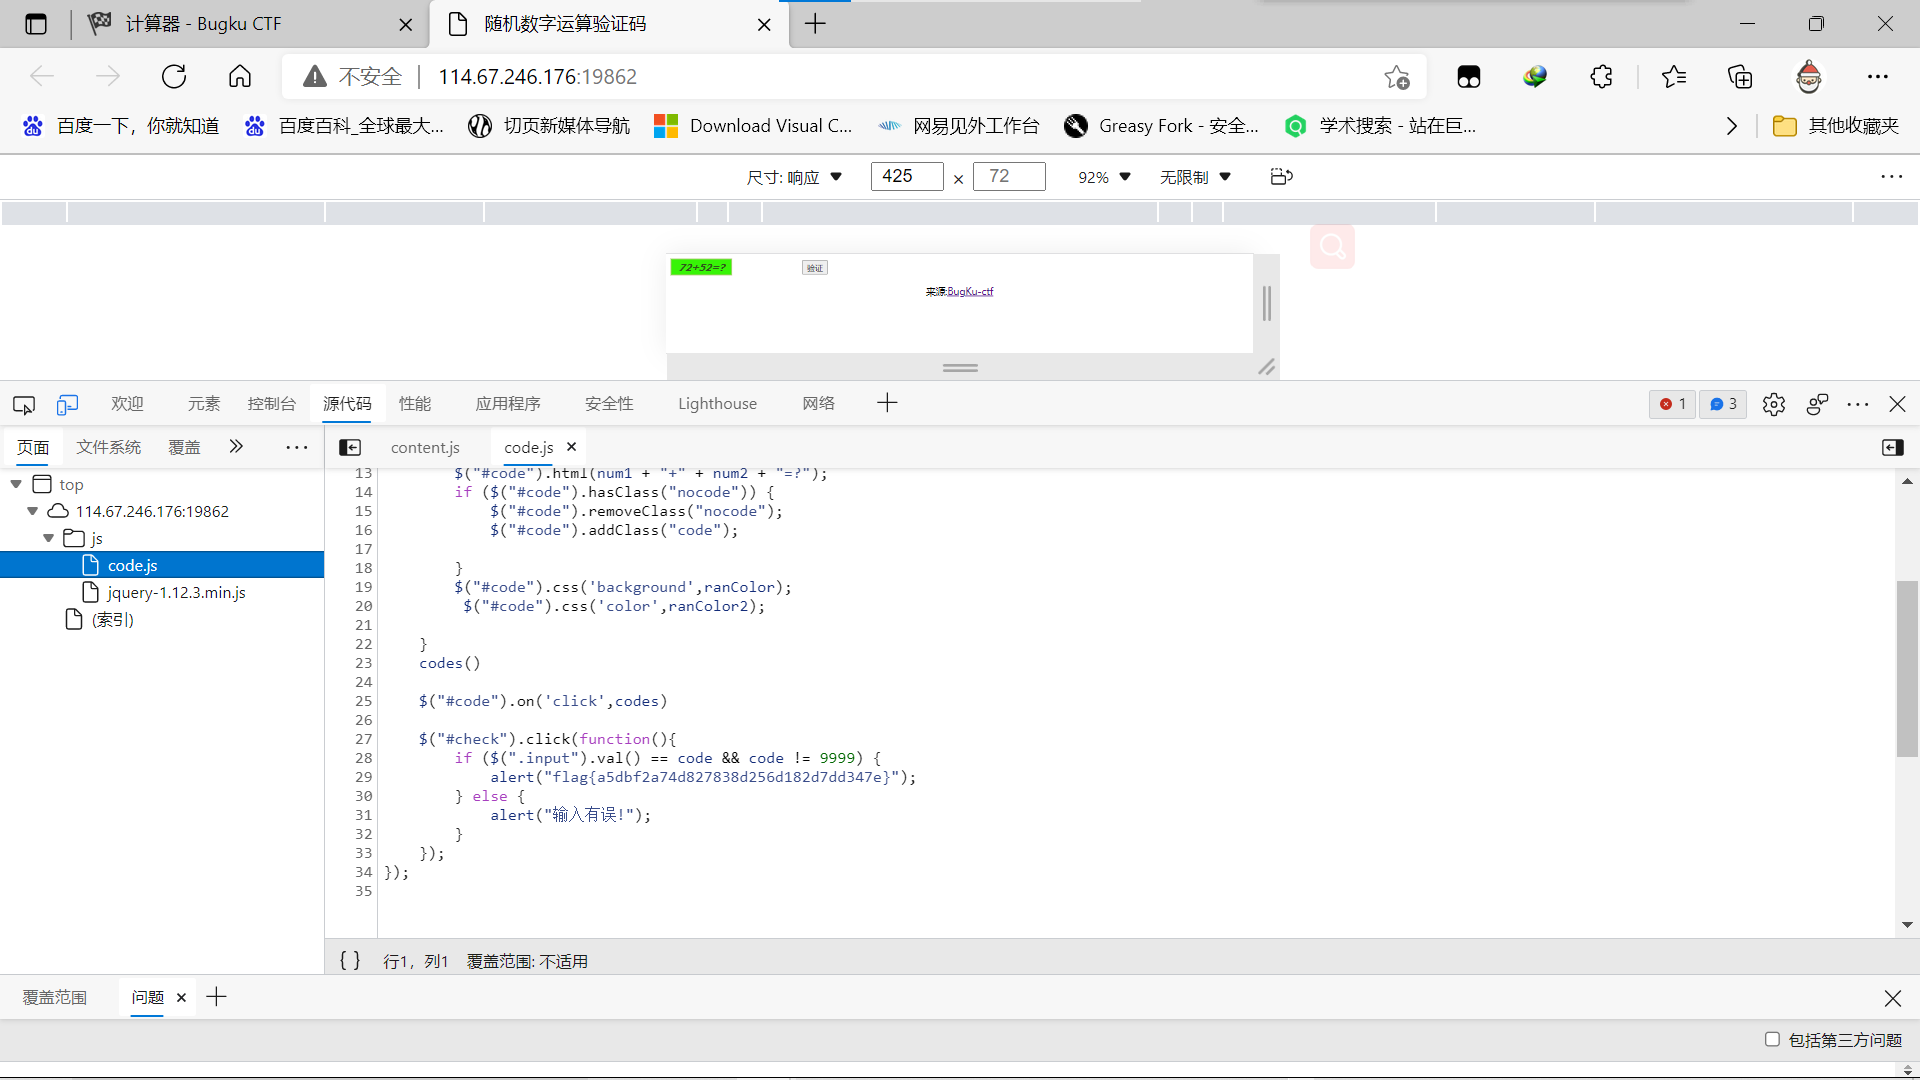 计算器 - Bugku CTF
随机数字运算验证码
不安全 114.67.246.176:19862
百度一下，你就知道
百度百科_全球最大...
切页新媒体导航
Download Visual C...
网易见外工作台
Greasy Fork - 安全...
学术搜索 - 站在巨...
其他收藏夹
尺寸: 响应 425 × 72 92% 无限制
72+52=? 验证
来源:BugKu-ctf
欢迎 元素 控制台 源代码 性能 应用程序 安全性 Lighthouse 网络 1 3
页面 文件系统 覆盖 content.js code.js
top
114.67.246.176:19862
js
code.js
jquery-1.12.3.min.js
(索引)
13 $("#code").html(num1 + "+" + num2 + "=?");
14 if ($("#code").hasClass("nocode")) {
15 $("#code").removeClass("nocode");
16 $("#code").addClass("code");
17
18 }
19 $("#code").css('background',ranColor);
20 $("#code").css('color',ranColor2);
21
22 }
23 codes()
24
25 $("#code").on('click',codes)
26
27 $("#check").click(function(){
28 if ($(".input").val() == code && code != 9999) {
29 alert("flag{a5dbf2a74d827838d256d182d7dd347e}");
30 } else {
31 alert("输入有误!");
32 }
33 });
34 });
35
{ } 行1，列1 覆盖范围: 不适用
覆盖范围 问题
包括第三方问题